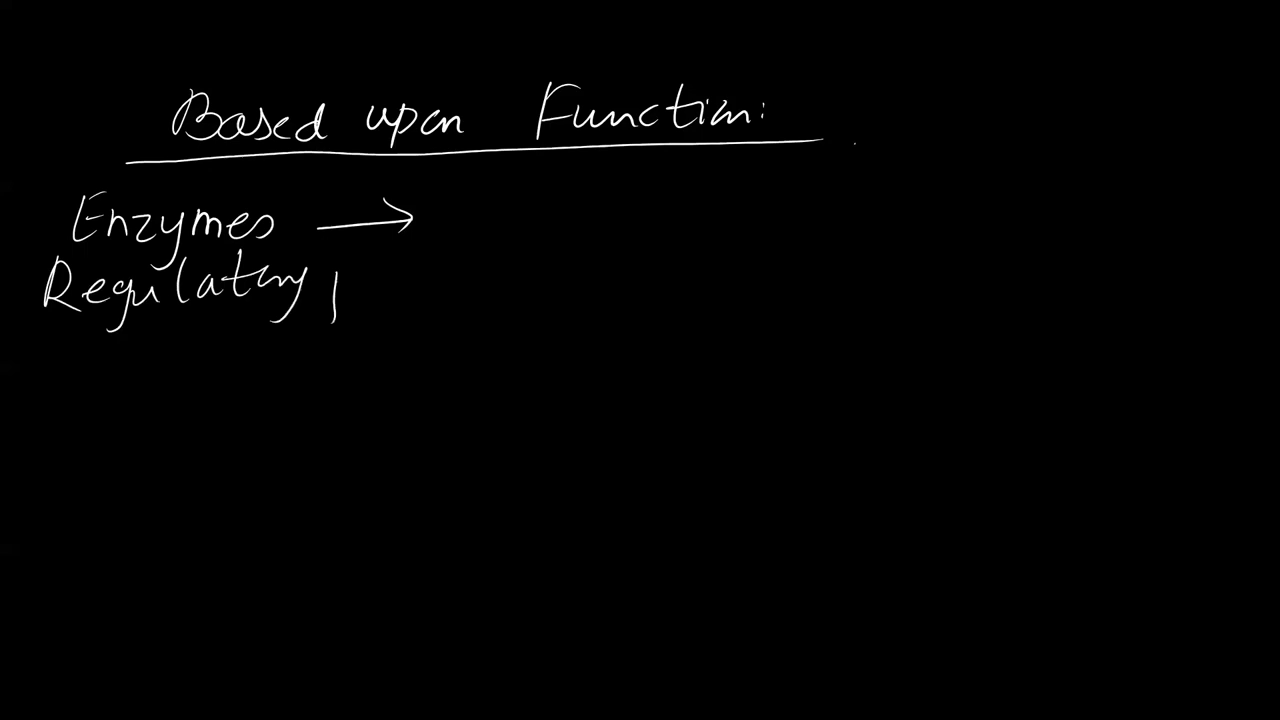 Based upon Function:
Enzymes →
Regulatory